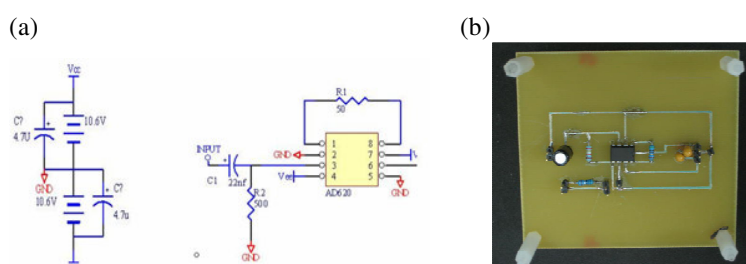 (a)
(b)
Vcc
C?
4.7U
10.6V
GND
10.6V
C?
4.7u
R1
50
INPUT
C1
22nf
R2
500
GND
GND
Vcc
1
2
3
4
8
7
6
5
AD620
GND